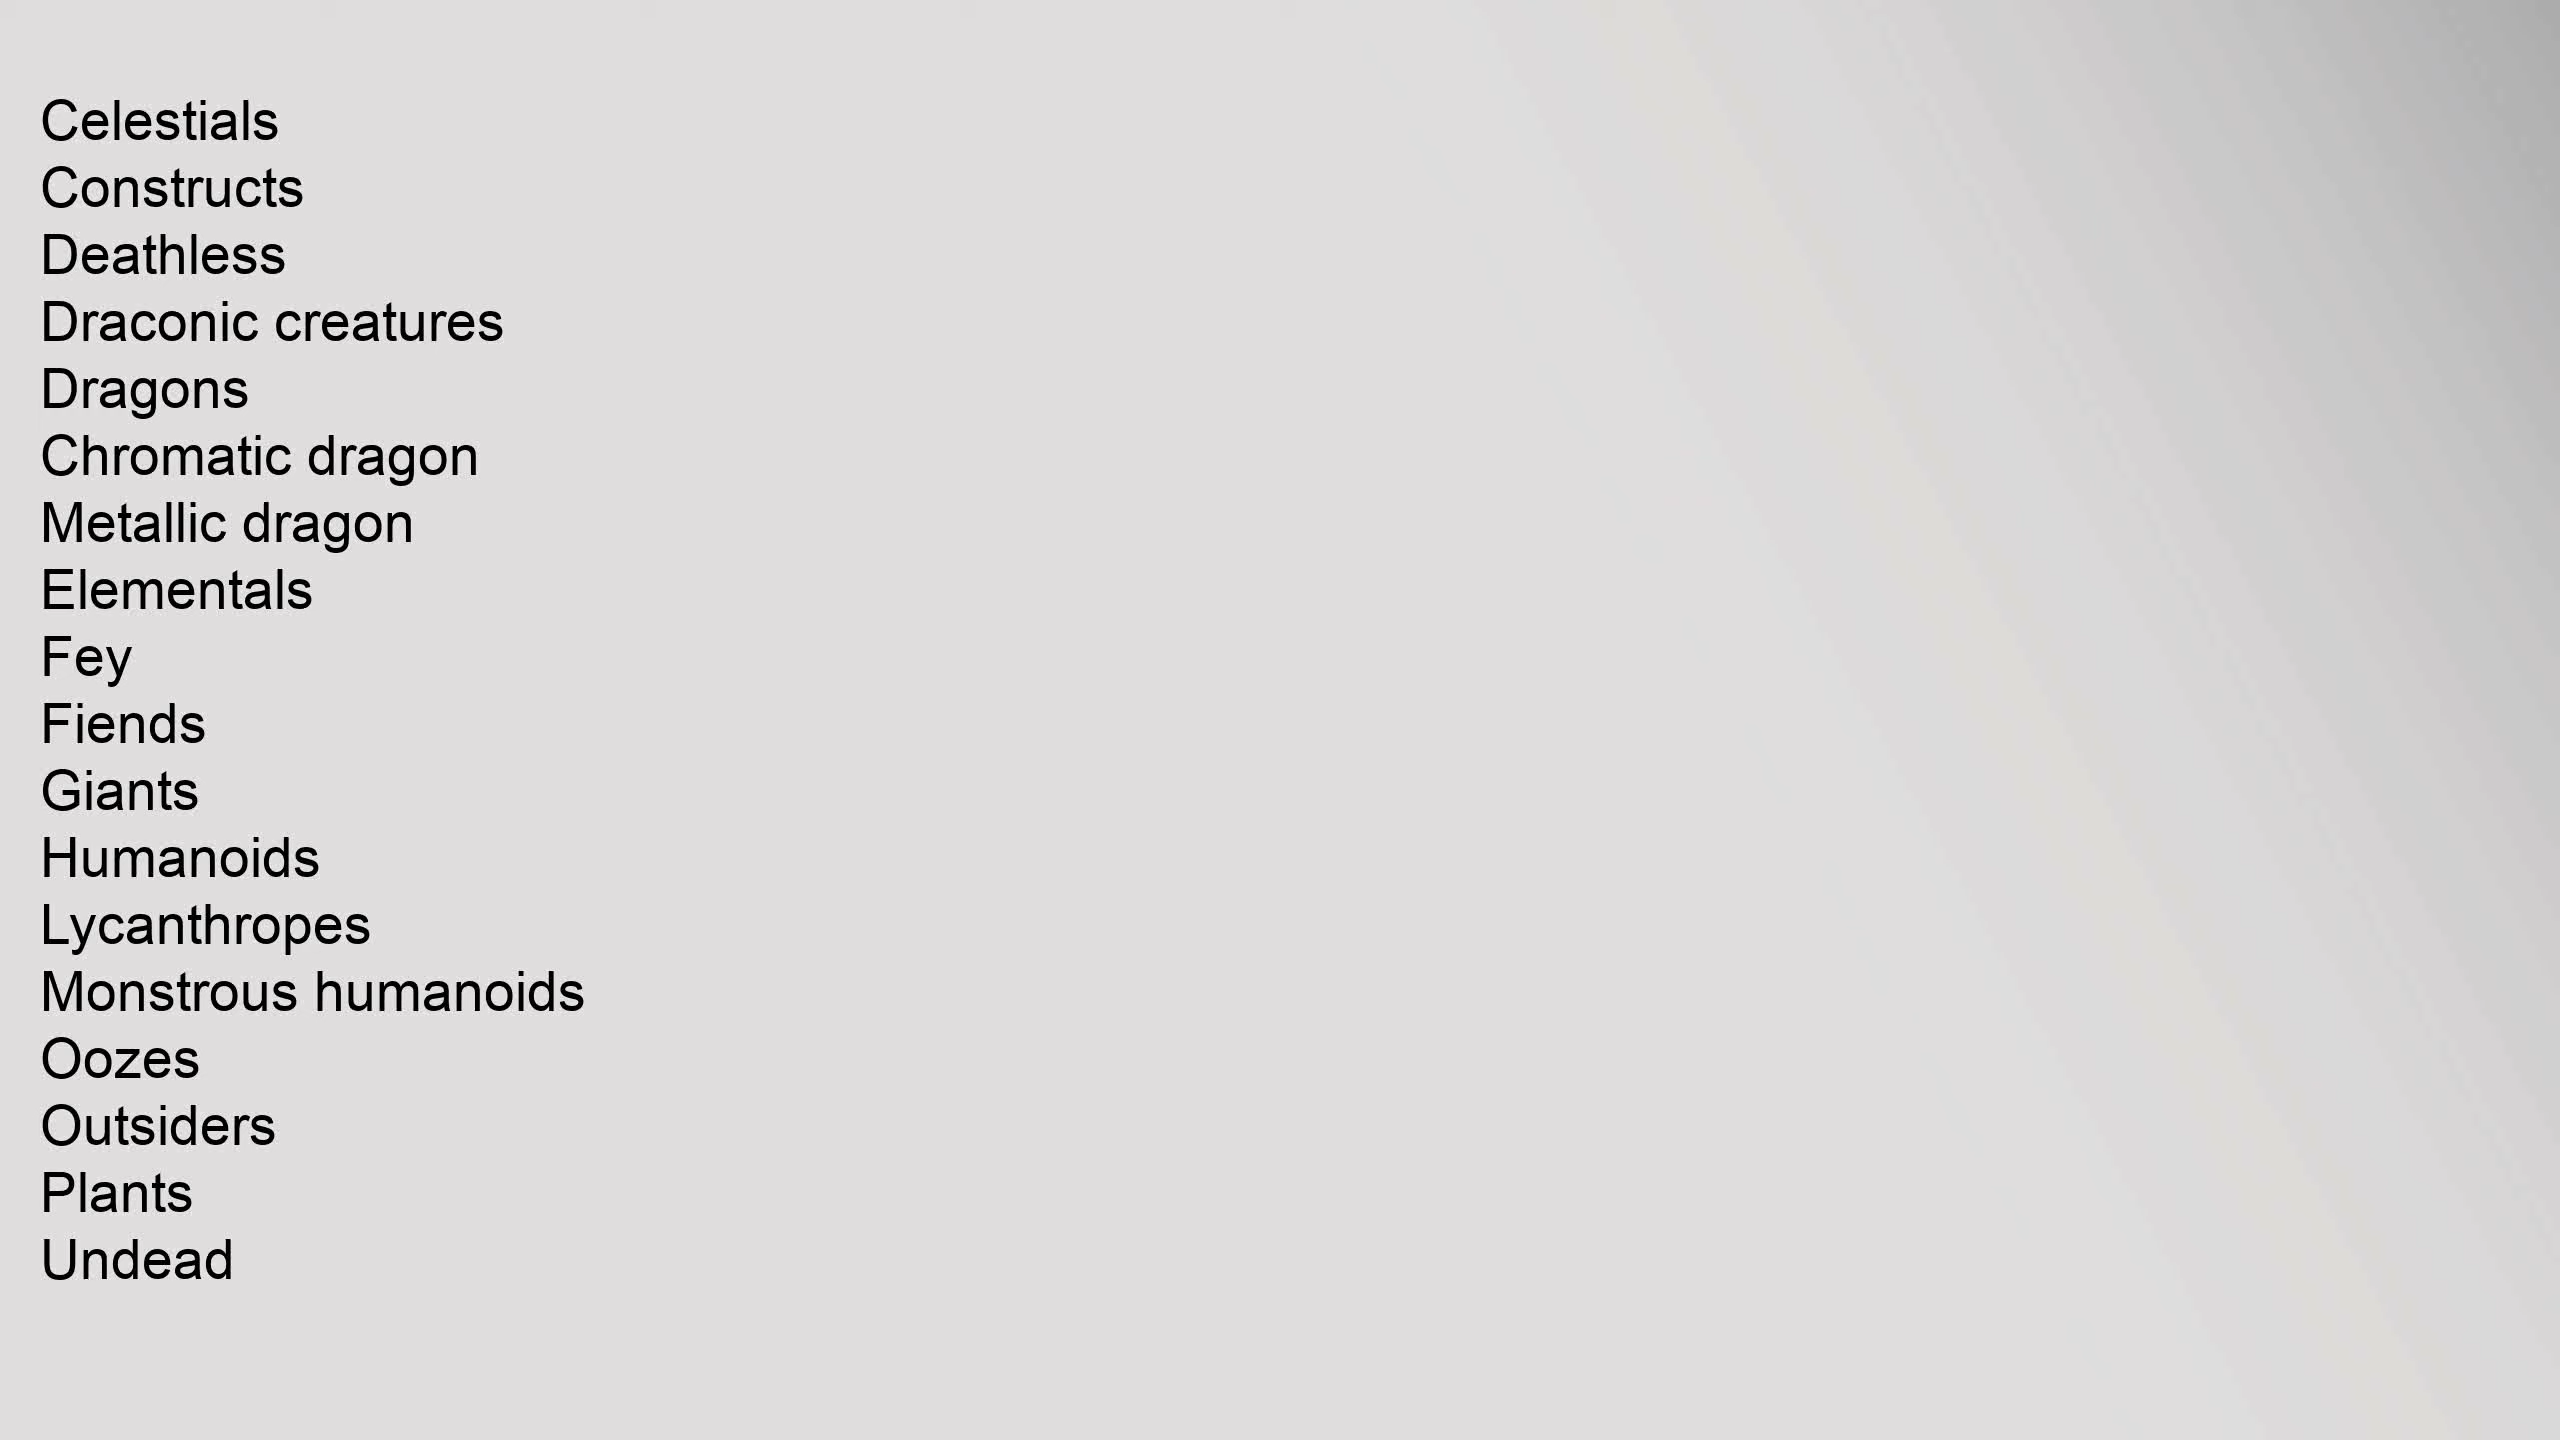 Celestials
Constructs
Deathless
Draconic creatures
Dragons
Chromatic dragon
Metallic dragon
Elementals
Fey
Fiends
Giants
Humanoids
Lycanthropes
Monstrous humanoids
Oozes
Outsiders
Plants
Undead